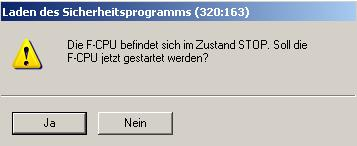 Laden des Sicherheitsprogramms (320:163)
Die F-CPU befindet sich im Zustand STOP. Soll die
F-CPU jetzt gestartet werden?
Ja
Nein